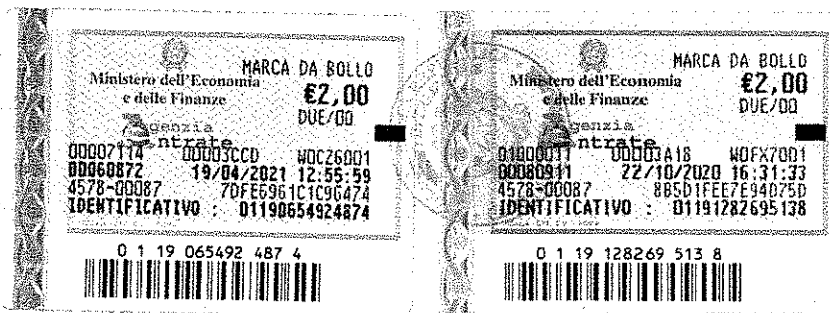 MARCA DA BOLLO
Ministero dell'Economia
e delle Finanze
€2,00
DUE/00
Agenzia
Entrate
00007114 00003CCD W0C26001
00060872 19/04/2021 12:55:59
4578-00087 7DFE6961C1C96474
IDENTIFICATIVO : 01190654924874
0 1 19 065492 487 4
MARCA DA BOLLO
Ministero dell'Economia
e delle Finanze
€2,00
DUE/00
Agenzia
Entrate
01000011 00003A18 W0FX7001
00080911 22/10/2020 16:31:33
4578-00087 8B5D1FEE7E94D75D
IDENTIFICATIVO : 01191282695138
0 1 19 128269 513 8